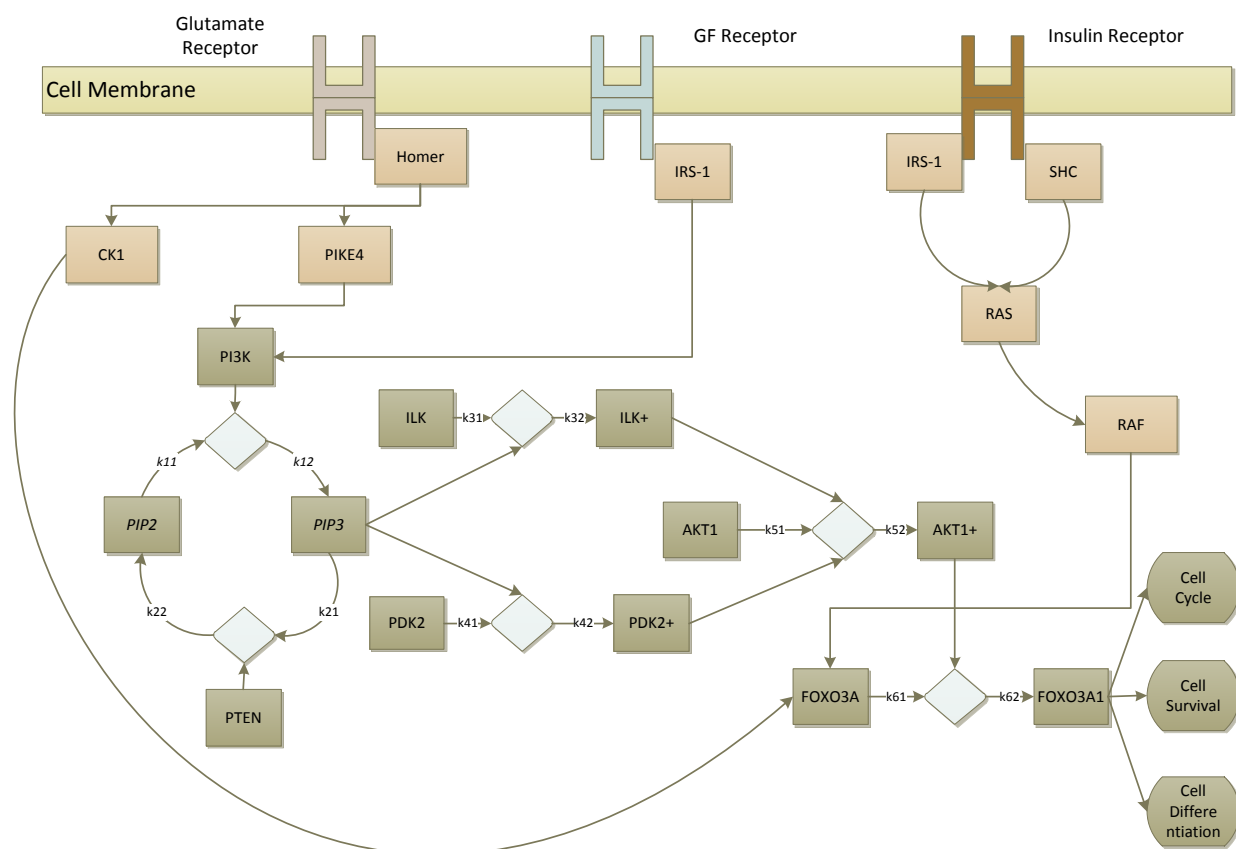 Glutamate
Receptor
GF Receptor
Insulin Receptor
Cell Membrane
Homer
IRS-1
IRS-1
SHC
CK1
PIKE4
RAS
PI3K
ILK
k31
k32
ILK+
RAF
k11
k12
PIP2
PIP3
AKT1
k51
k52
AKT1+
k22
k21
PDK2
k41
k42
PDK2+
Cell
Cycle
PTEN
FOXO3A
k61
k62
FOXO3A1
Cell
Survival
Cell
Differe
ntiation